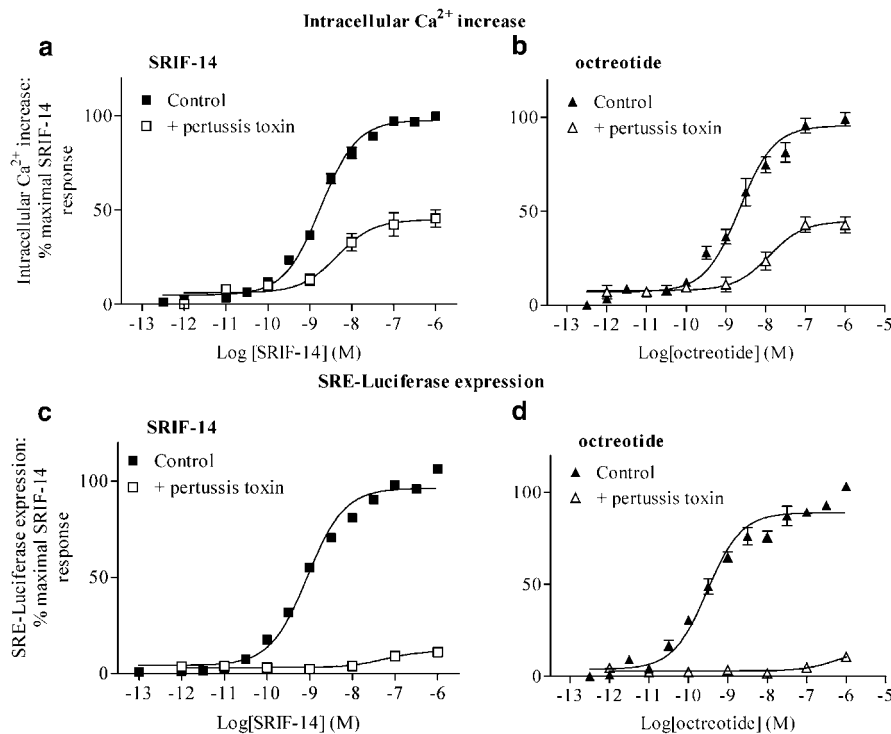 Intracellular Ca²⁺ increase
a
SRIF-14
Control
+ pertussis toxin
Intracellular Ca²⁺ increase:
% maximal SRIF-14
response
100
50
0
-13 -12 -11 -10 -9 -8 -7 -6
Log [SRIF-14] (M)
b
octreotide
Control
+ pertussis toxin
100
50
0
-13 -12 -11 -10 -9 -8 -7 -6 -5
Log[octreotide] (M)
SRE-Luciferase expression
c
SRIF-14
Control
+ pertussis toxin
SRE-Luciferase expression:
% maximal SRIF-14
response
100
50
0
-13 -12 -11 -10 -9 -8 -7 -6
Log[SRIF-14] (M)
d
octreotide
Control
+ pertussis toxin
100
50
0
-13 -12 -11 -10 -9 -8 -7 -6 -5
Log[octreotide] (M)